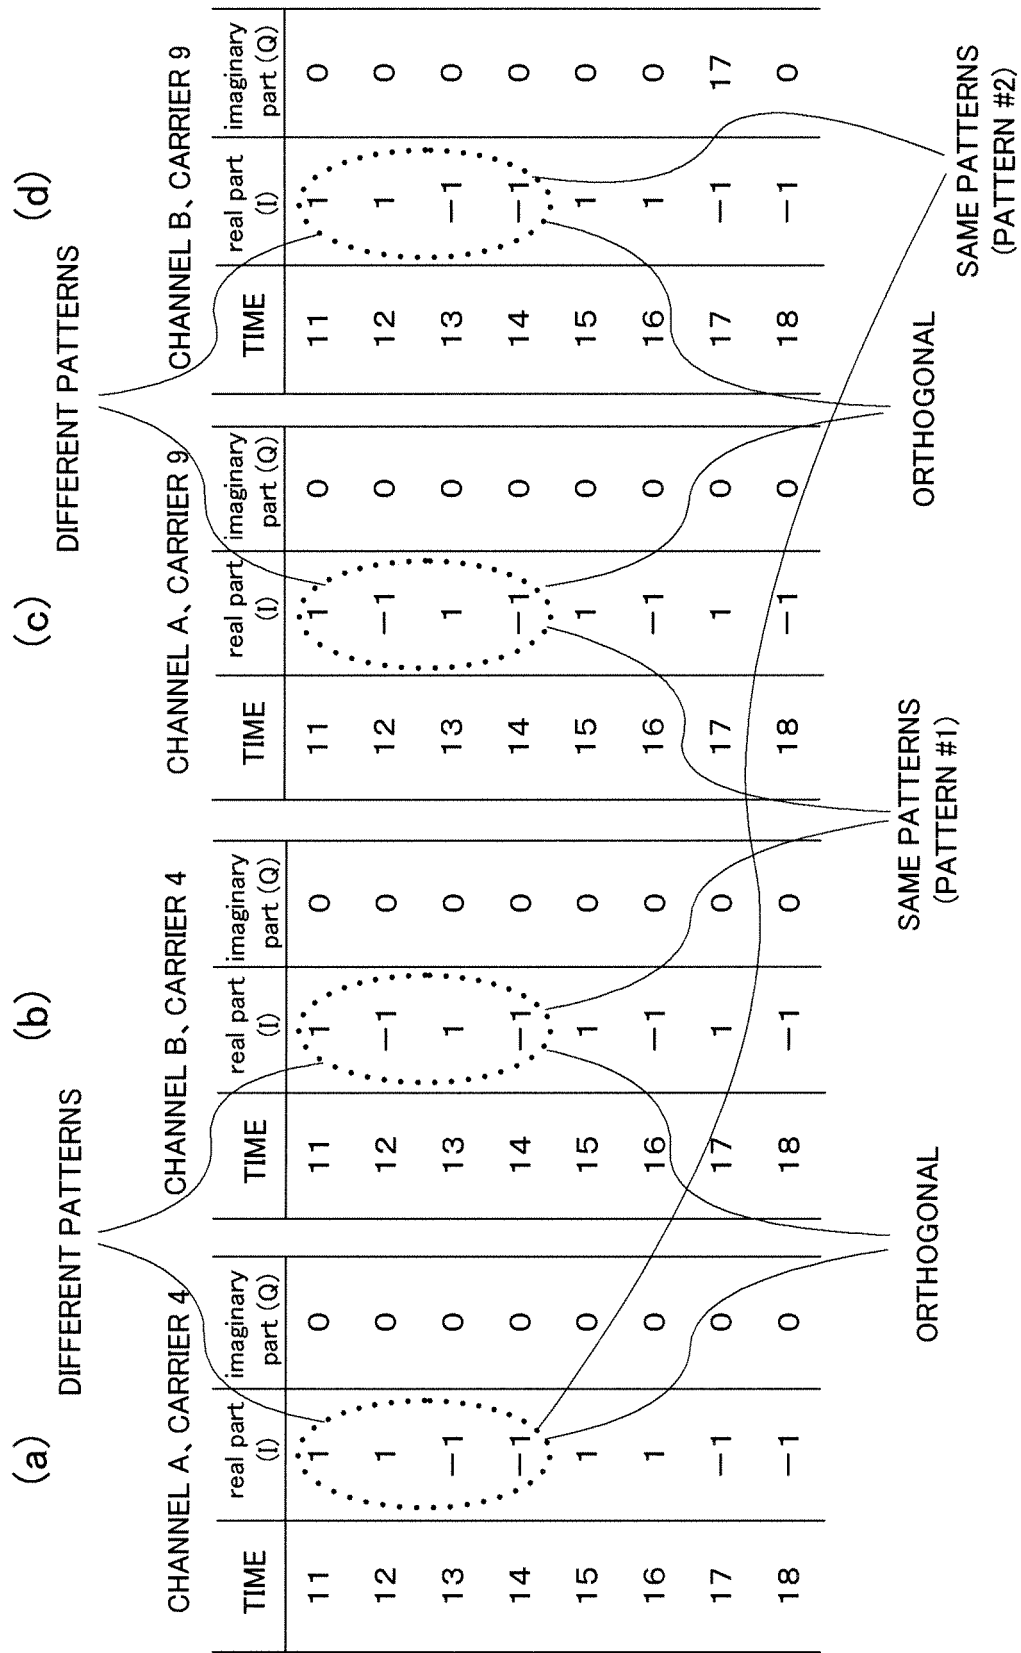 (a)
(b)
(c)
(d)
DIFFERENT PATTERNS
DIFFERENT PATTERNS
CHANNEL A、CARRIER 4
TIME real part (I) imaginary part (Q)
11 1 0
12 1 0
13 −1 0
14 −1 0
15 1 0
16 1 0
17 −1 0
18 −1 0
CHANNEL B、CARRIER 4
TIME real part (I) imaginary part (Q)
11 1 0
12 −1 0
13 1 0
14 −1 0
15 1 0
16 −1 0
17 1 0
18 −1 0
CHANNEL A、CARRIER 9
TIME real part (I) imaginary part (Q)
11 1 0
12 −1 0
13 1 0
14 −1 0
15 1 0
16 −1 0
17 1 0
18 −1 0
CHANNEL B、CARRIER 9
TIME real part (I) imaginary part (Q)
11 1 0
12 1 0
13 −1 0
14 −1 0
15 1 0
16 1 0
17 −1 17
18 −1 0
ORTHOGONAL
SAME PATTERNS
(PATTERN #1)
ORTHOGONAL
SAME PATTERNS
(PATTERN #2)